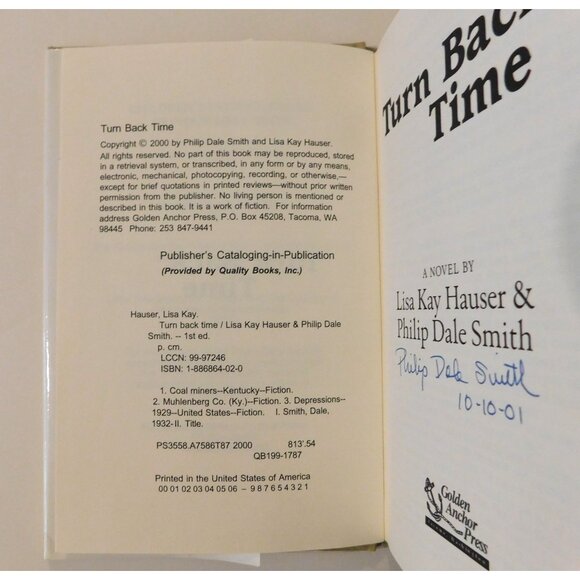 Turn Back Time
Copyright © 2000 by Philip Dale Smith and Lisa Kay Hauser.
All rights reserved. No part of this book may be reproduced, stored
in a retrieval system, or transcribed, in any form or by any means,
electronic, mechanical, photocopying, recording, or otherwise,—
except for brief quotations in printed reviews—without prior written
permission from the publisher. No living person is mentioned or
described in this book. It is a work of fiction. For information
address Golden Anchor Press, P.O. Box 45208, Tacoma, WA
98445 Phone: 253 847-9441
Publisher's Cataloging-in-Publication
(Provided by Quality Books, Inc.)
Hauser, Lisa Kay.
Turn back time / Lisa Kay Hauser & Philip Dale
Smith. -- 1st ed.
p. cm.
LCCN: 99-97246
ISBN: 1-886864-02-0
1. Coal miners--Kentucky--Fiction.
2. Muhlenberg Co. (Ky.)--Fiction. 3. Depressions--
1929--United States--Fiction. I. Smith, Dale,
1932- II. Title.
PS3558.A7586T87 2000 813'.54
QB199-1787
Printed in the United States of America
00 01 02 03 04 05 06 – 9 8 7 6 5 4 3 2 1
Turn Back
Time
A NOVEL BY
Lisa Kay Hauser &
Philip Dale Smith
Philip Dale Smith
10-10-01
Golden
Anchor
Press